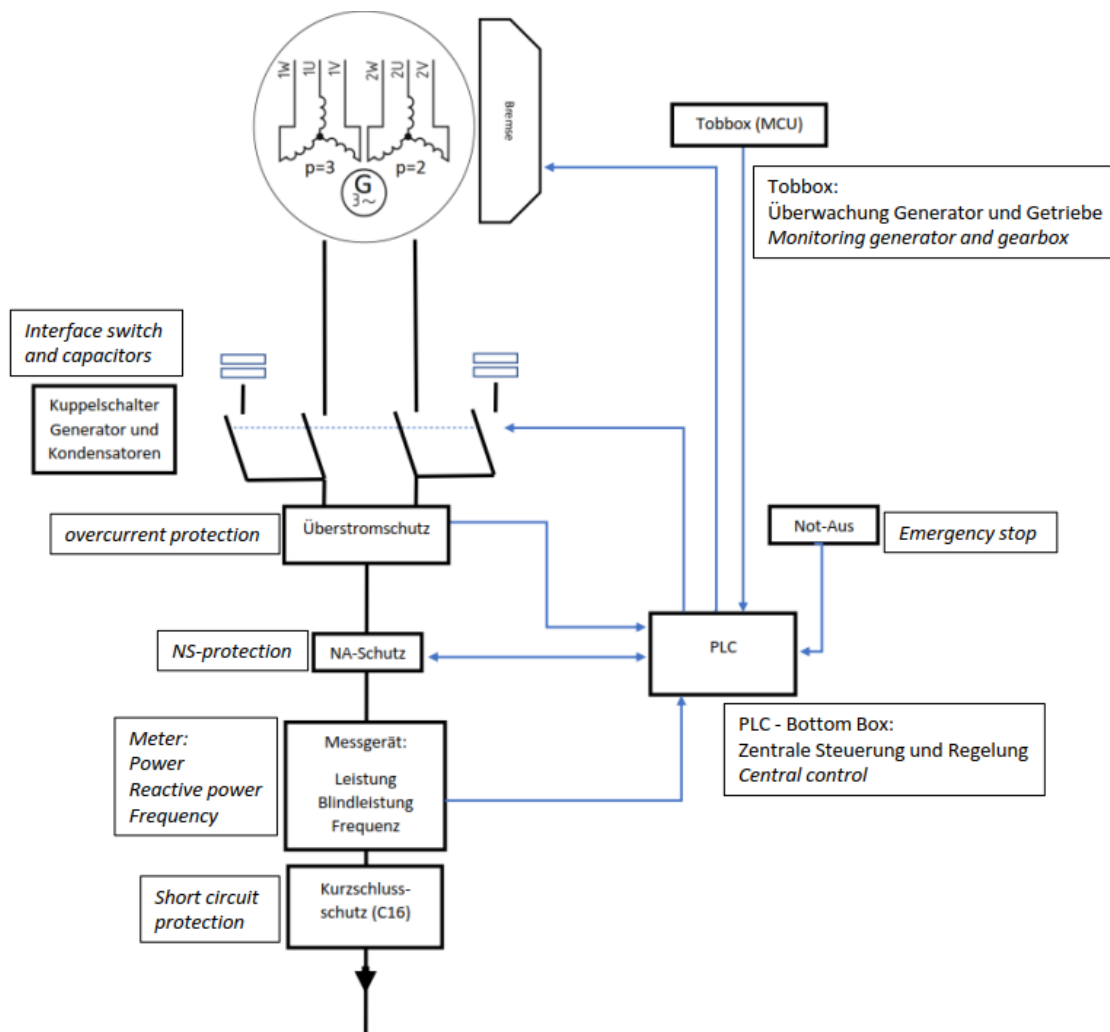 1W
1U
1V
2W
2U
2V
p=3
p=2
G
3~
Bremse
Tobbox (MCU)
Tobbox:
Überwachung Generator und Getriebe
Monitoring generator and gearbox
Interface switch
and capacitors
Kuppelschalter
Generator und
Kondensatoren
overcurrent protection
Überstromschutz
Not-Aus
Emergency stop
NS-protection
NA-Schutz
PLC
PLC - Bottom Box:
Zentrale Steuerung und Regelung
Central control
Meter:
Power
Reactive power
Frequency
Messgerät:
Leistung
Blindleistung
Frequenz
Short circuit
protection
Kurzschluss-
schutz (C16)